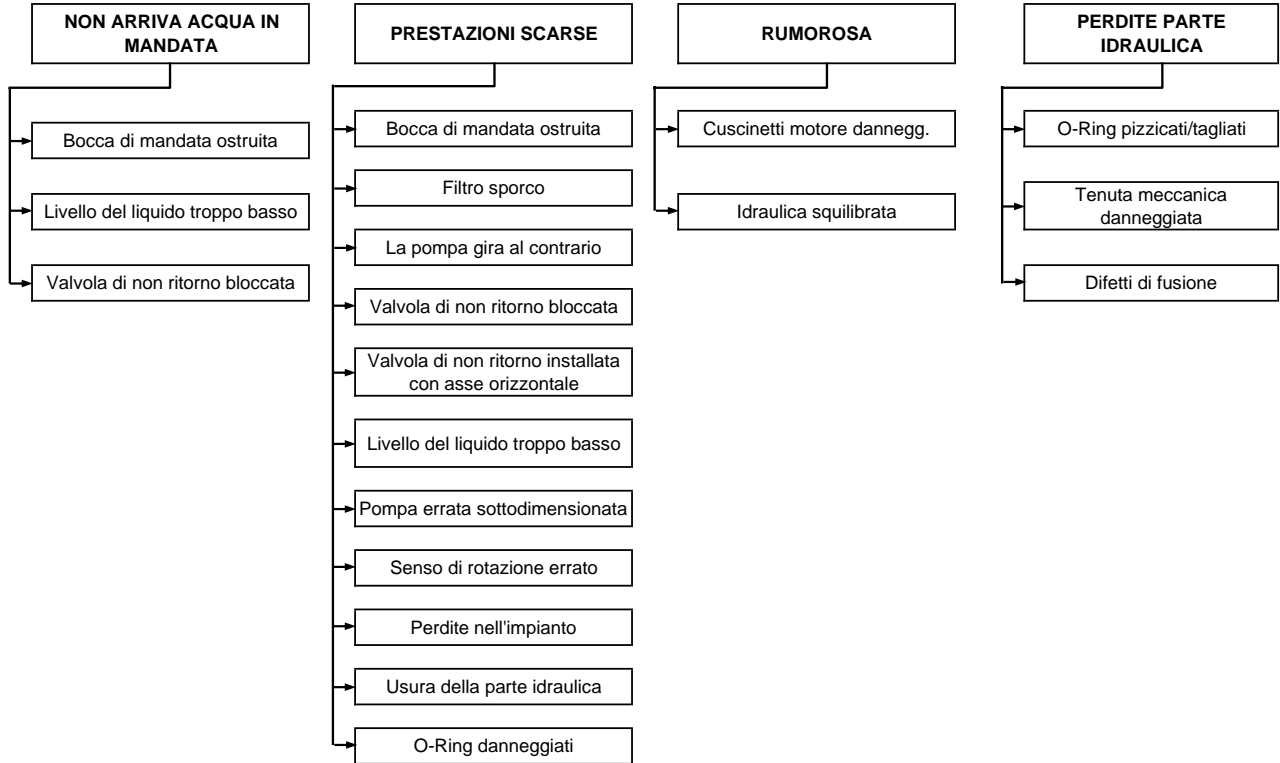 NON ARRIVA ACQUA IN
MANDATA
Bocca di mandata ostruita
Livello del liquido troppo basso
Valvola di non ritorno bloccata
PRESTAZIONI SCARSE
Bocca di mandata ostruita
Filtro sporco
La pompa gira al contrario
Valvola di non ritorno bloccata
Valvola di non ritorno installata
con asse orizzontale
Livello del liquido troppo basso
Pompa errata sottodimensionata
Senso di rotazione errato
Perdite nell'impianto
Usura della parte idraulica
O-Ring danneggiati
RUMOROSA
Cuscinetti motore dannegg.
Idraulica squilibrata
PERDITE PARTE
IDRAULICA
O-Ring pizzicati/tagliati
Tenuta meccanica
danneggiata
Difetti di fusione